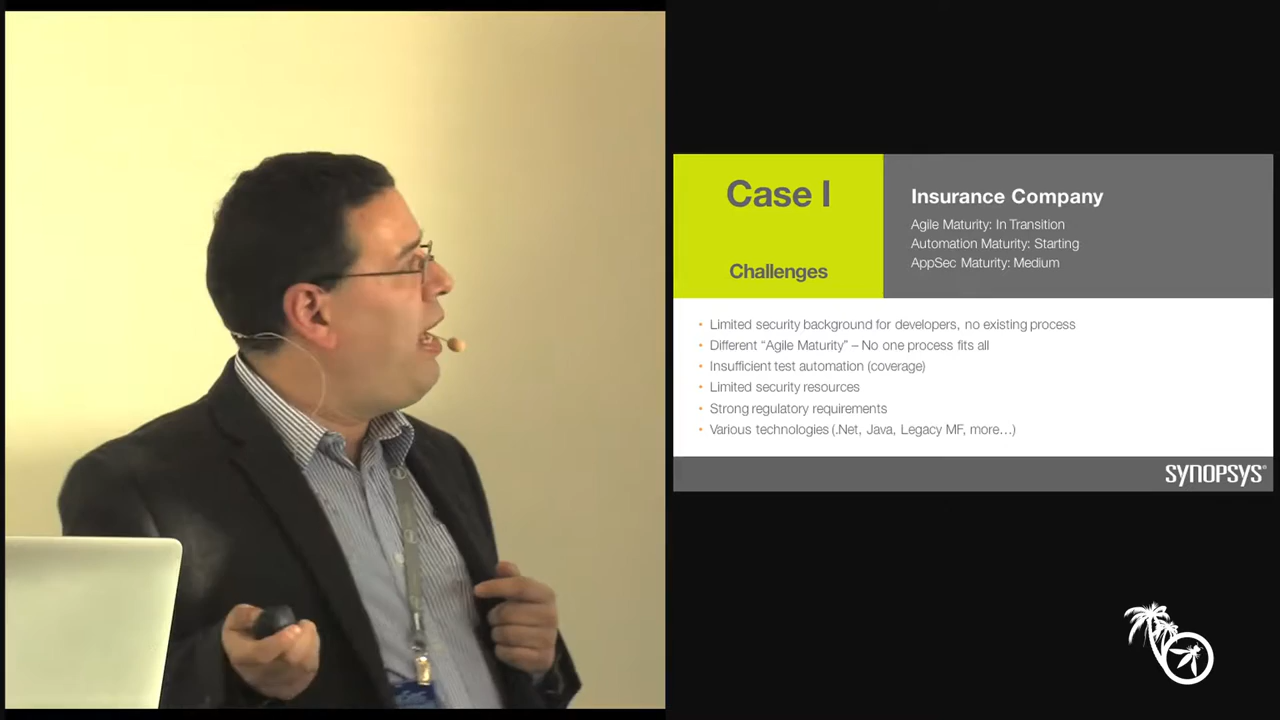 Case I
Challenges
Insurance Company
Agile Maturity: In Transition
Automation Maturity: Starting
AppSec Maturity: Medium
• Limited security background for developers, no existing process
• Different “Agile Maturity” – No one process fits all
• Insufficient test automation (coverage)
• Limited security resources
• Strong regulatory requirements
• Various technologies (.Net, Java, Legacy MF, more…)
SYNOPSYS®